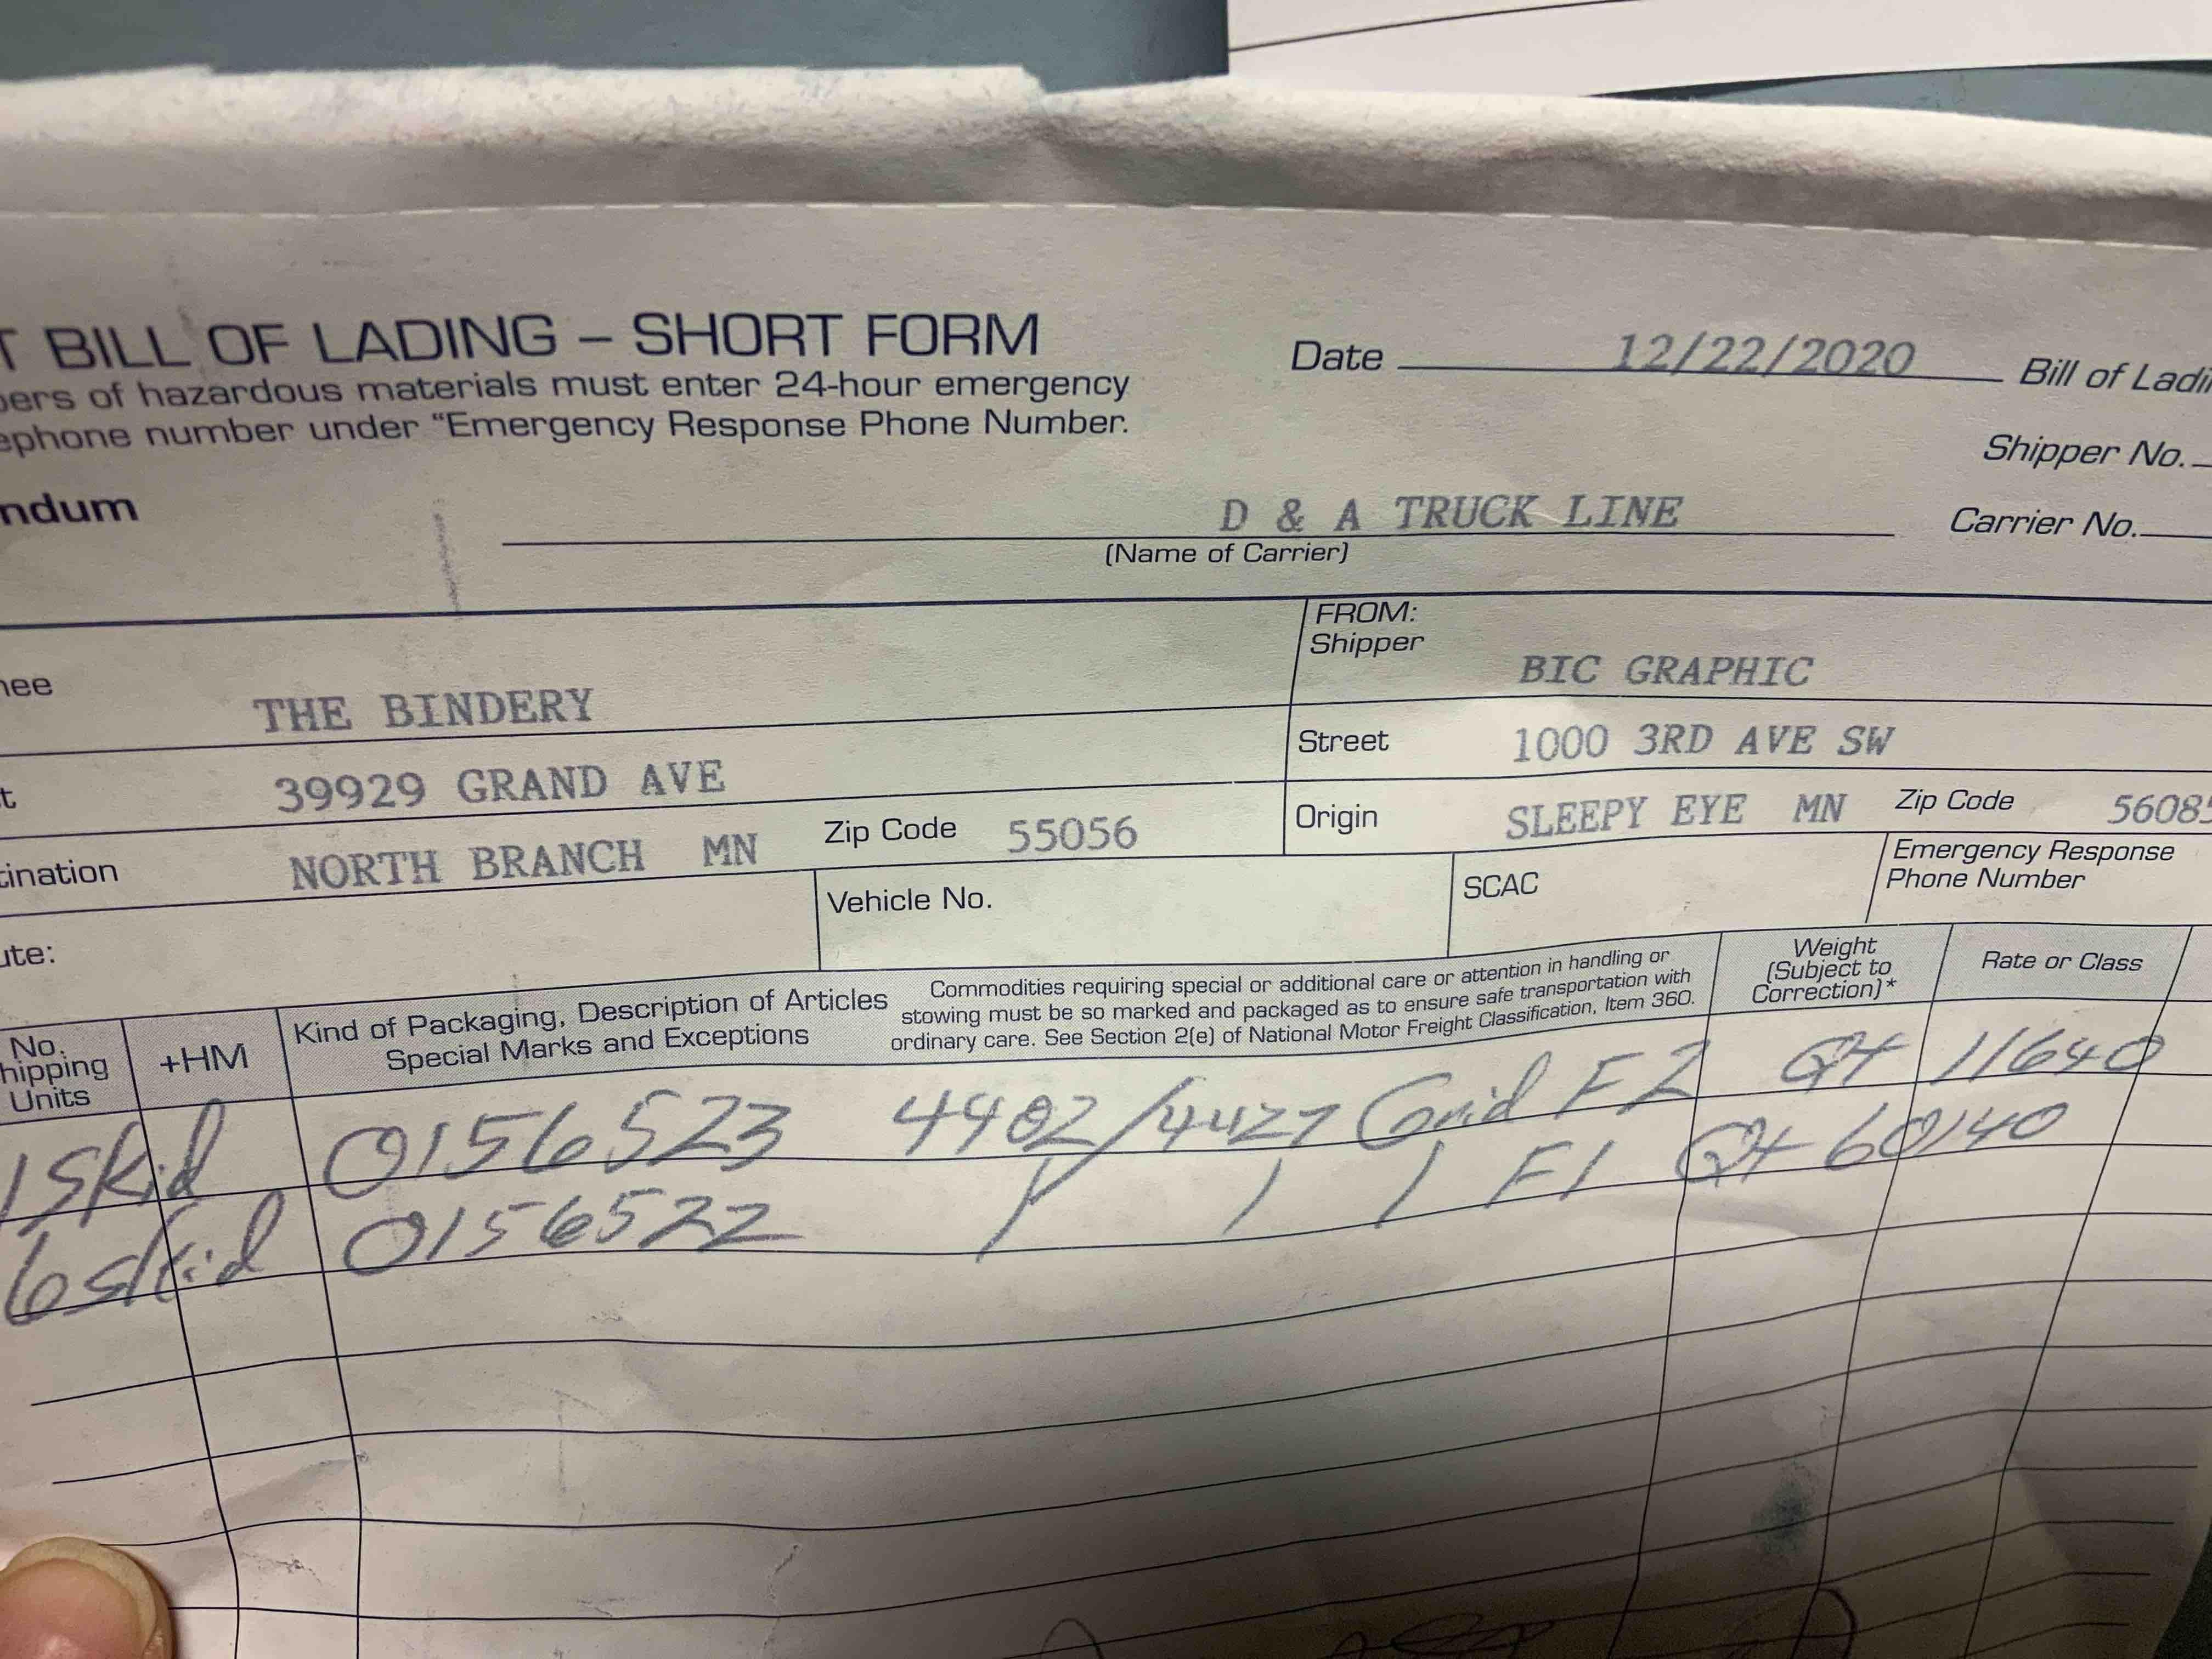 T BILL OF LADING – SHORT FORM
Date 12/22/2020 Bill of Ladi
pers of hazardous materials must enter 24-hour emergency
ephone number under “Emergency Response Phone Number.
Shipper No.
ndum
D & A TRUCK LINE
Carrier No.
(Name of Carrier)
FROM:
Shipper
BIC GRAPHIC
nee
THE BINDERY
Street 1000 3RD AVE SW
t 39929 GRAND AVE
Origin SLEEPY EYE MN Zip Code 56085
tination NORTH BRANCH MN Zip Code 55056
Vehicle No.
SCAC
Emergency Response
Phone Number
ute:
No.
hipping
Units
+HM
Kind of Packaging, Description of Articles
Special Marks and Exceptions
Commodities requiring special or additional care or attention in handling or
stowing must be so marked and packaged as to ensure safe transportation with
ordinary care. See Section 2(e) of National Motor Freight Classification, Item 360.
Weight
(Subject to
Correction)*
Rate or Class
1 Skid 0156523 4402/4427 Grid F2 Qt 11640
6 skid 0156522 / / / F1 Qt 60140